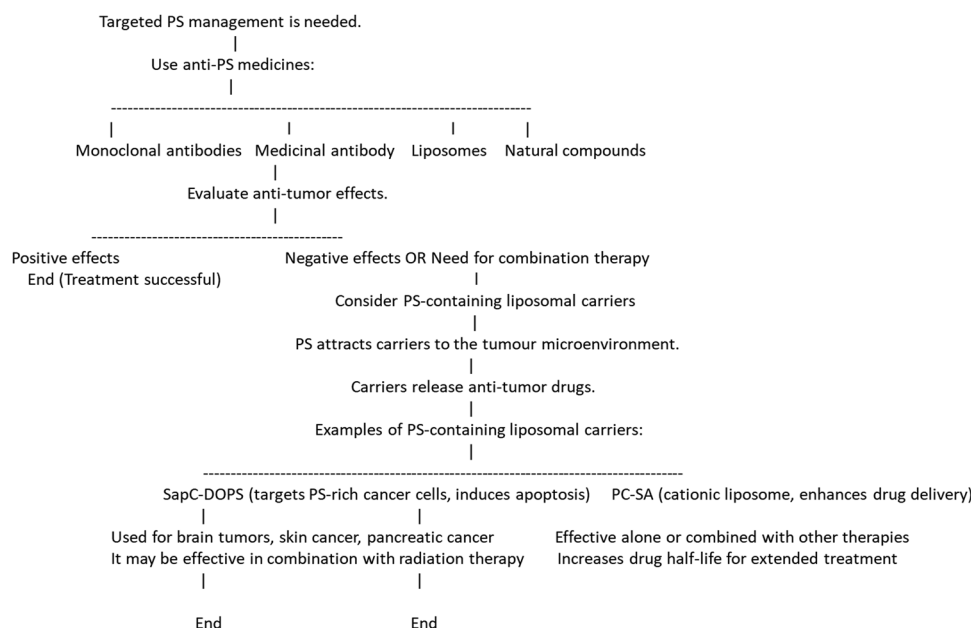 Targeted PS management is needed.
Use anti-PS medicines:
Monoclonal antibodies Medicinal antibody Liposomes Natural compounds
Evaluate anti-tumor effects.
Positive effects Negative effects OR Need for combination therapy
End (Treatment successful)
Consider PS-containing liposomal carriers
PS attracts carriers to the tumour microenvironment.
Carriers release anti-tumor drugs.
Examples of PS-containing liposomal carriers:
SapC-DOPS (targets PS-rich cancer cells, induces apoptosis) PC-SA (cationic liposome, enhances drug delivery)
Used for brain tumors, skin cancer, pancreatic cancer Effective alone or combined with other therapies
It may be effective in combination with radiation therapy Increases drug half-life for extended treatment
End End